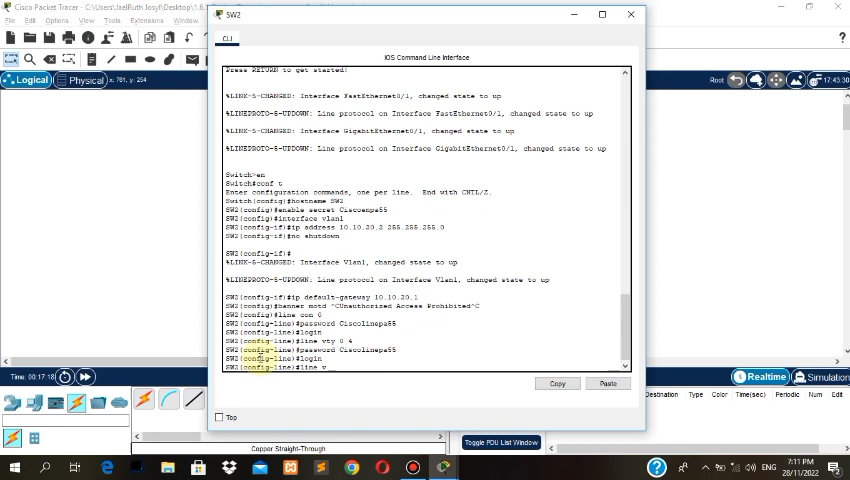 Cisco Packet Tracer - C:\Users\JaelRuth Josyl\Desktop\1.6.
File Edit Options View Tools Extensions Window
Logical Physical x: 761, y: 254
Root 17:43:30
SW2
CLI
IOS Command Line Interface
Press RETURN to get started!
%LINK-5-CHANGED: Interface FastEthernet0/1, changed state to up
%LINEPROTO-5-UPDOWN: Line protocol on Interface FastEthernet0/1, changed state to up
%LINK-5-CHANGED: Interface GigabitEthernet0/1, changed state to up
%LINEPROTO-5-UPDOWN: Line protocol on Interface GigabitEthernet0/1, changed state to up
Switch>en
Switch#conf t
Enter configuration commands, one per line. End with CNTL/Z.
Switch(config)#hostname SW2
SW2(config)#enable secret Ciscoenpa55
SW2(config)#interface vlan1
SW2(config-if)#ip address 10.10.20.2 255.255.255.0
SW2(config-if)#no shutdown
SW2(config-if)#
%LINK-5-CHANGED: Interface Vlan1, changed state to up
%LINEPROTO-5-UPDOWN: Line protocol on Interface Vlan1, changed state to up
SW2(config-if)#ip default-gateway 10.10.20.1
SW2(config)#banner motd ^CUnauthorized Access Prohibited^C
SW2(config)#line con 0
SW2(config-line)#password Ciscolinepa55
SW2(config-line)#login
SW2(config-line)#line vty 0 4
SW2(config-line)#password Ciscolinepa55
SW2(config-line)#login
SW2(config-line)#line v
Copy Paste
Top
Time: 00:17:18
Realtime Simulation
Destination Type Color Time(sec) Periodic Num Edit
Toggle PDU List Window
Copper Straight-Through
ENG
7:11 PM
28/11/2022
2